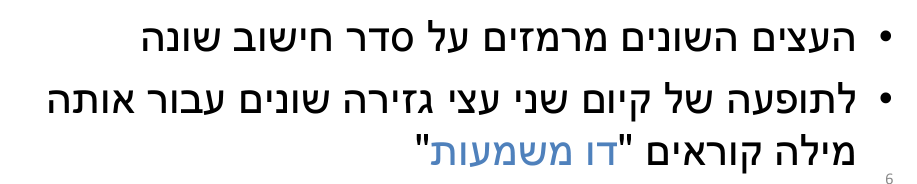 • העצים השונים מרמזים על סדר חישוב שונה
• לתופעה של קיום שני עצי גזירה שונים עבור אותה
מילה קוראים "דו משמעות"
6